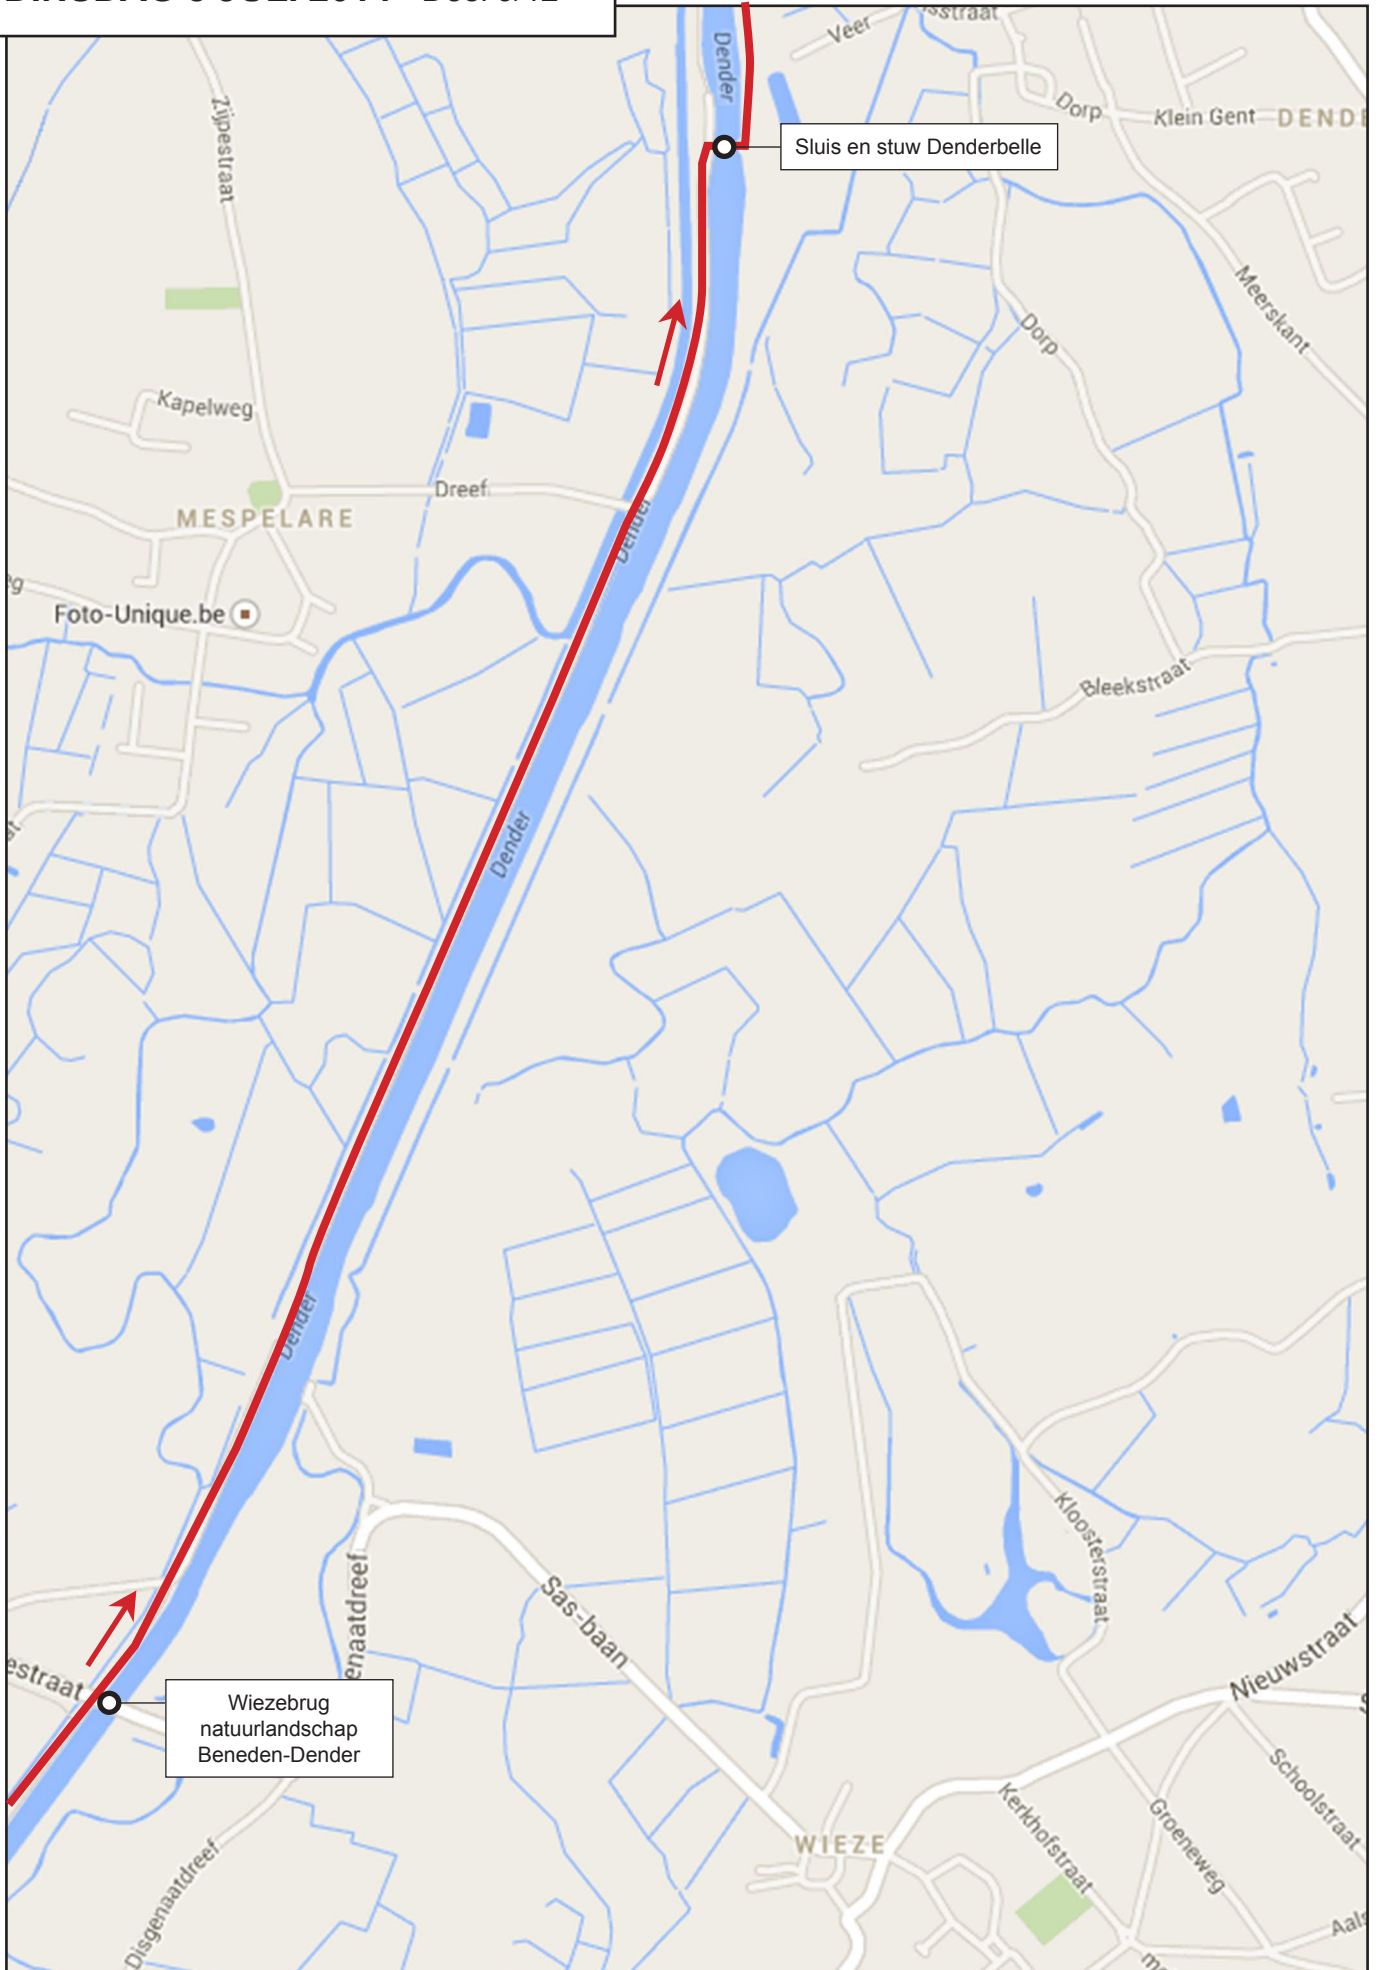 Veer
Dender
Zijpestraat
Dorp
Klein Gent
Sluis en stuw Denderbelle
Meerskant
Dorp
Kapelweg
Dreef
MESPELARE
Dender
Foto-Unique.be
Bleekstraat
Dender
Dender
Kloosterstraat
Sas-baan
enaatdreef
estraat
Nieuwstraat
Wiezebrug
natuurlandschap
Beneden-Dender
Schoolstraat
Kerkhofstraat
Groeneweg
WIEZE
Disgenaatdreef